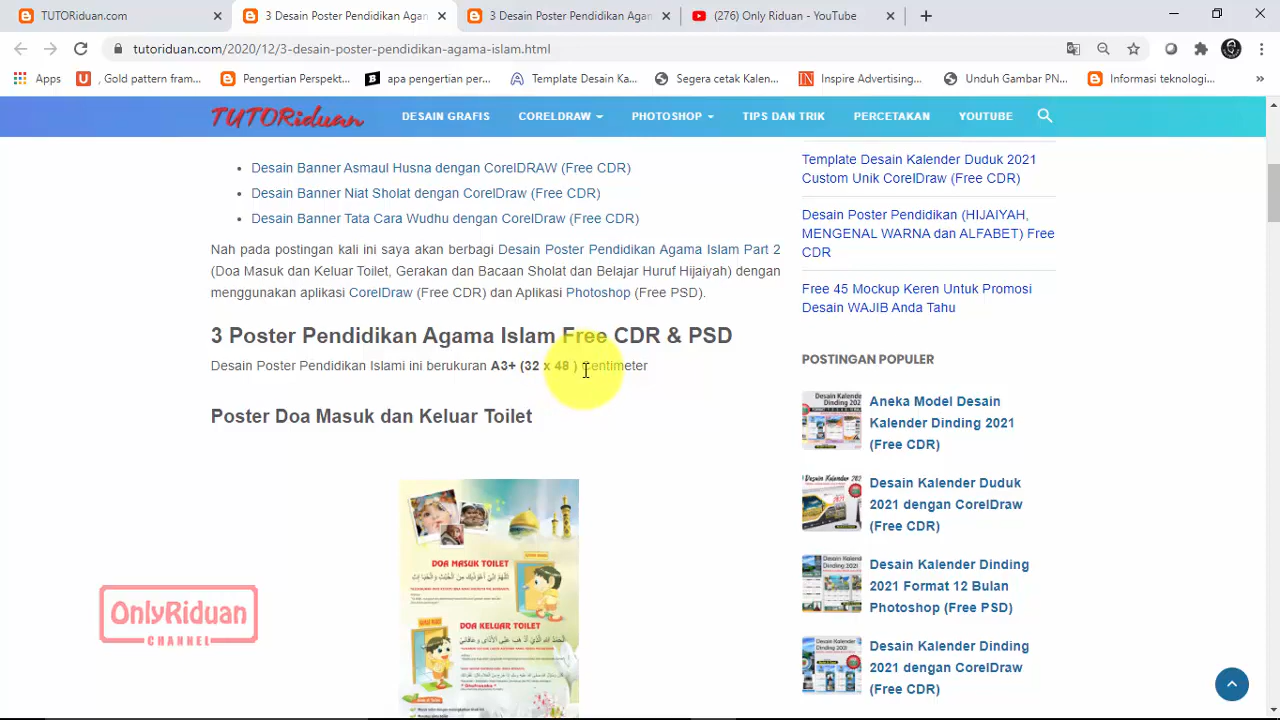 TUTORiduan.com
3 Desain Poster Pendidikan Agam
3 Desain Poster Pendidikan Agam
(276) Only Riduan - YouTube
tutoriduan.com/2020/12/3-desain-poster-pendidikan-agama-islam.html
Apps
, Gold pattern fram...
Pengertian Perspekt...
apa pengertian per...
Template Desain Ka...
Segera Cetak Kalen...
Inspire Advertising...
Unduh Gambar PN...
Informasi teknologi...
»
TUTORiduan
DESAIN GRAFIS
CORELDRAW
PHOTOSHOP
TIPS DAN TRIK
PERCETAKAN
YOUTUBE
• Desain Banner Asmaul Husna dengan CorelDRAW (Free CDR)
• Desain Banner Niat Sholat dengan CorelDraw (Free CDR)
• Desain Banner Tata Cara Wudhu dengan CorelDraw (Free CDR)
Nah pada postingan kali ini saya akan berbagi Desain Poster Pendidikan Agama Islam Part 2
(Doa Masuk dan Keluar Toilet, Gerakan dan Bacaan Sholat dan Belajar Huruf Hijaiyah) dengan
menggunakan aplikasi CorelDraw (Free CDR) dan Aplikasi Photoshop (Free PSD).
3 Poster Pendidikan Agama Islam Free CDR & PSD
Desain Poster Pendidikan Islami ini berukuran A3+ (32 x 48 ) Centimeter
Poster Doa Masuk dan Keluar Toilet
DOA MASUK TOILET
DOA KELUAR TOILET
OnlyRiduan
CHANNEL
Template Desain Kalender Duduk 2021
Custom Unik CorelDraw (Free CDR)
Desain Poster Pendidikan (HIJAIYAH,
MENGENAL WARNA dan ALFABET) Free
CDR
Free 45 Mockup Keren Untuk Promosi
Desain WAJIB Anda Tahu
POSTINGAN POPULER
Aneka Model Desain
Kalender Dinding 2021
(Free CDR)
Desain Kalender Duduk
2021 dengan CorelDraw
(Free CDR)
Desain Kalender Dinding
2021 Format 12 Bulan
Photoshop (Free PSD)
Desain Kalender Dinding
2021 dengan CorelDraw
(Free CDR)